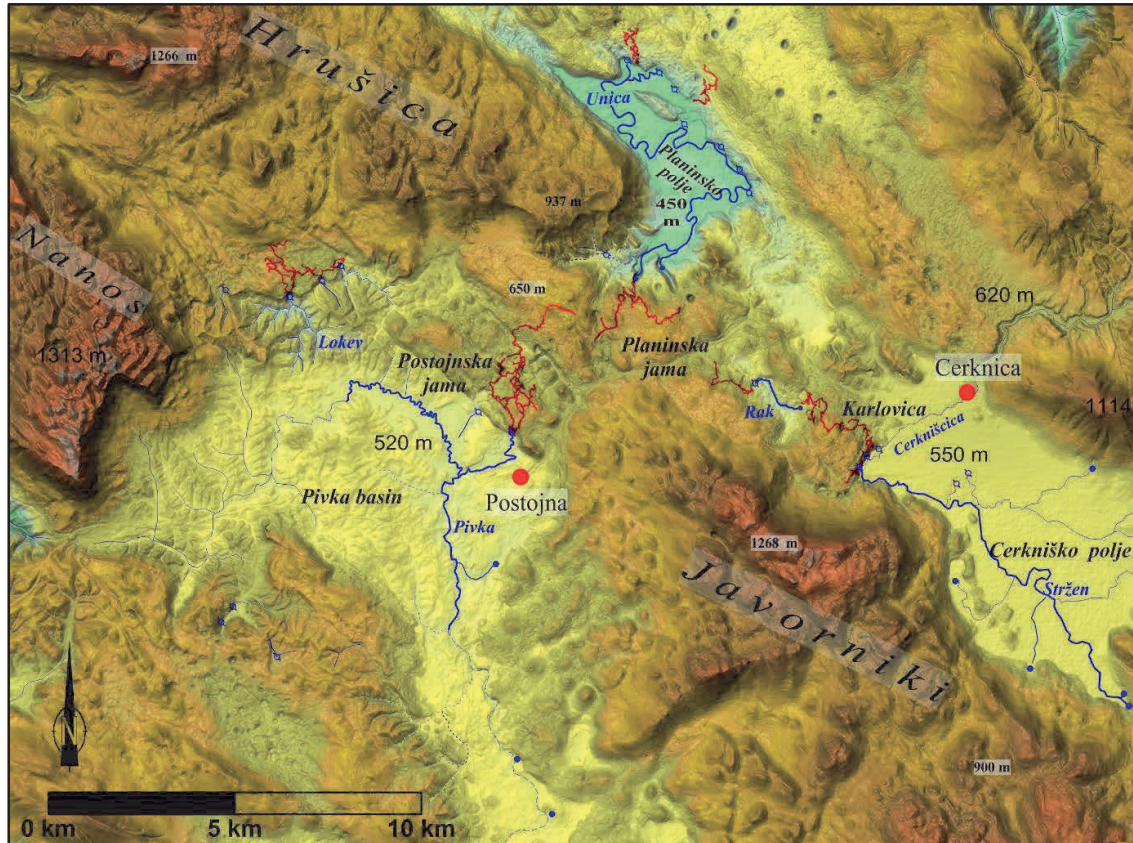 1266 m
Hrušica
Unica
Planinsko
polje
450
m
937 m
Nanos
1313 m
650 m
620 m
Lokev
Postojnska
jama
Planinska
jama
Cerknica
Rak
Karlovica
1114
Cerkniščica
520 m
550 m
Pivka basin
Postojna
Pivka
1268 m
Cerkniško polje
Javorniki
Stržen
N
900 m
0 km
5 km
10 km